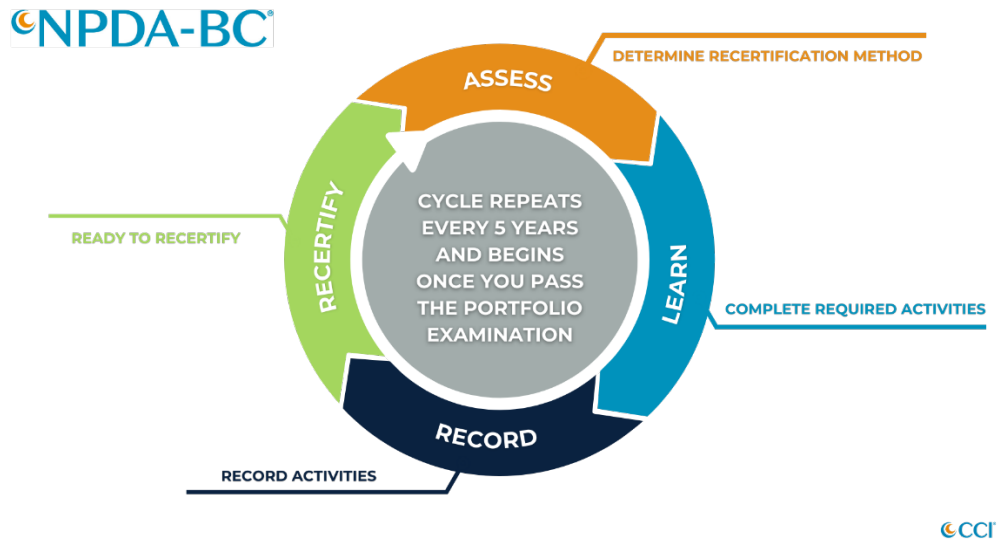 NPDA-BC®
ASSESS
DETERMINE RECERTIFICATION METHOD
CYCLE REPEATS
EVERY 5 YEARS
AND BEGINS
ONCE YOU PASS
THE PORTFOLIO
EXAMINATION
RECERTIFY
READY TO RECERTIFY
LEARN
COMPLETE REQUIRED ACTIVITIES
RECORD
RECORD ACTIVITIES
CCI®